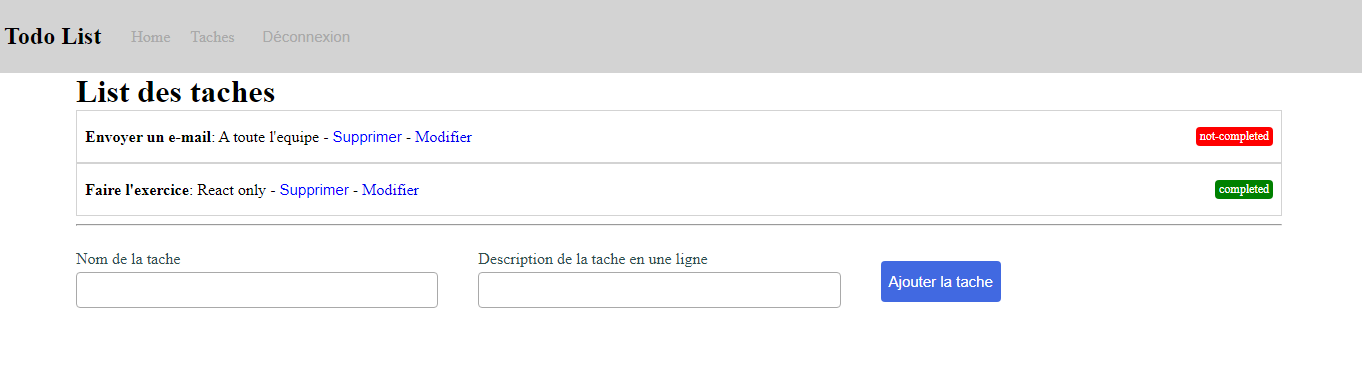 Todo List Home Taches Déconnexion
List des taches
Envoyer un e-mail: A toute l'equipe - Supprimer - Modifier not-completed
Faire l'exercice: React only - Supprimer - Modifier completed
Nom de la tache Description de la tache en une ligne
Ajouter la tache